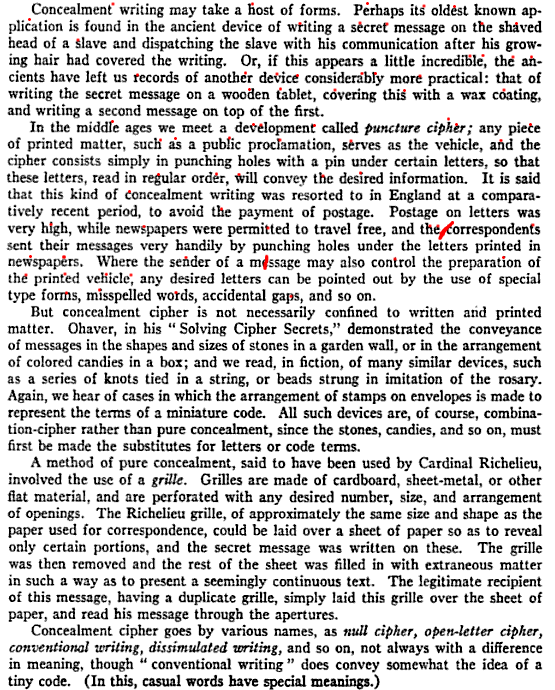 Concealment writing may take a host of forms. Perhaps its oldest known ap-
plication is found in the ancient device of writing a secret message on the shaved
head of a slave and dispatching the slave with his communication after his grow-
ing hair had covered the writing. Or, if this appears a little incredible, the an-
cients have left us records of another device considerably more practical: that of
writing the secret message on a wooden tablet, covering this with a wax coating,
and writing a second message on top of the first.
In the middle ages we meet a development called puncture cipher; any piece
of printed matter, such as a public proclamation, serves as the vehicle, and the
cipher consists simply in punching holes with a pin under certain letters, so that
these letters, read in regular order, will convey the desired information. It is said
that this kind of concealment writing was resorted to in England at a compara-
tively recent period, to avoid the payment of postage. Postage on letters was
very high, while newspapers were permitted to travel free, and the correspondents
sent their messages very handily by punching holes under the letters printed in
newspapers. Where the sender of a message may also control the preparation of
the printed vehicle, any desired letters can be pointed out by the use of special
type forms, misspelled words, accidental gaps, and so on.
But concealment cipher is not necessarily confined to written and printed
matter. Ohaver, in his "Solving Cipher Secrets," demonstrated the conveyance
of messages in the shapes and sizes of stones in a garden wall, or in the arrangement
of colored candies in a box; and we read, in fiction, of many similar devices, such
as a series of knots tied in a string, or beads strung in imitation of the rosary.
Again, we hear of cases in which the arrangement of stamps on envelopes is made to
represent the terms of a miniature code. All such devices are, of course, combina-
tion-cipher rather than pure concealment, since the stones, candies, and so on, must
first be made the substitutes for letters or code terms.
A method of pure concealment, said to have been used by Cardinal Richelieu,
involved the use of a grille. Grilles are made of cardboard, sheet-metal, or other
flat material, and are perforated with any desired number, size, and arrangement
of openings. The Richelieu grille, of approximately the same size and shape as the
paper used for correspondence, could be laid over a sheet of paper so as to reveal
only certain portions, and the secret message was written on these. The grille
was then removed and the rest of the sheet was filled in with extraneous matter
in such a way as to present a seemingly continuous text. The legitimate recipient
of this message, having a duplicate grille, simply laid this grille over the sheet of
paper, and read his message through the apertures.
Concealment cipher goes by various names, as null cipher, open-letter cipher,
conventional writing, dissimulated writing, and so on, not always with a difference
in meaning, though "conventional writing" does convey somewhat the idea of a
tiny code. (In this, casual words have special meanings.)